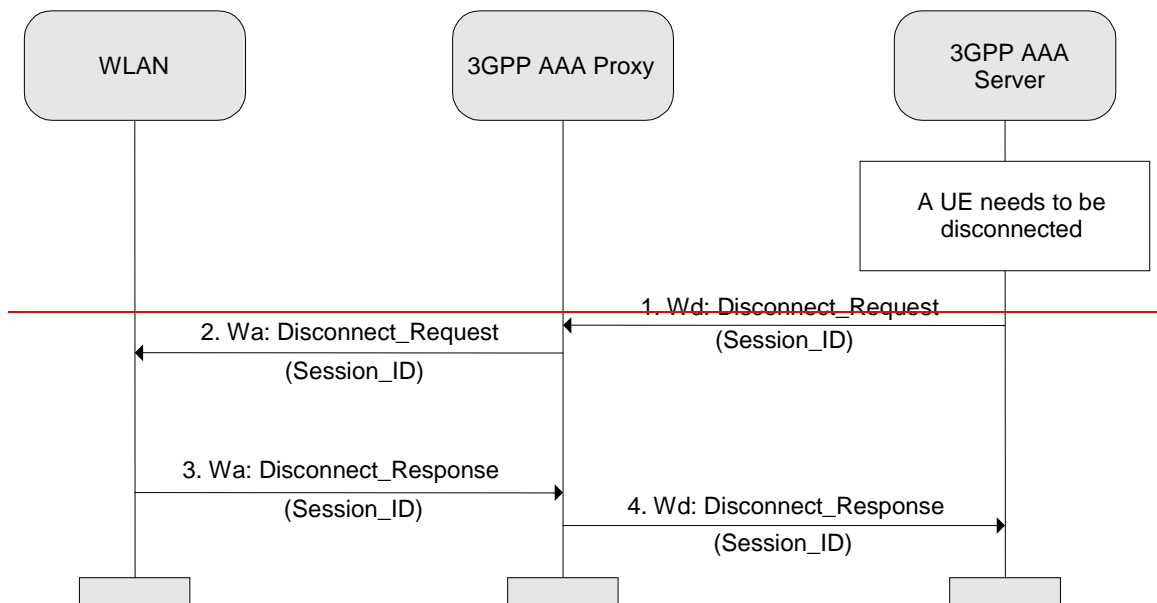 WLAN
3GPP AAA Proxy
3GPP AAA
Server
A UE needs to be
disconnected
1. Wd: Disconnect_Request
(Session_ID)
2. Wa: Disconnect_Request
(Session_ID)
3. Wa: Disconnect_Response
(Session_ID)
4. Wd: Disconnect_Response
(Session_ID)